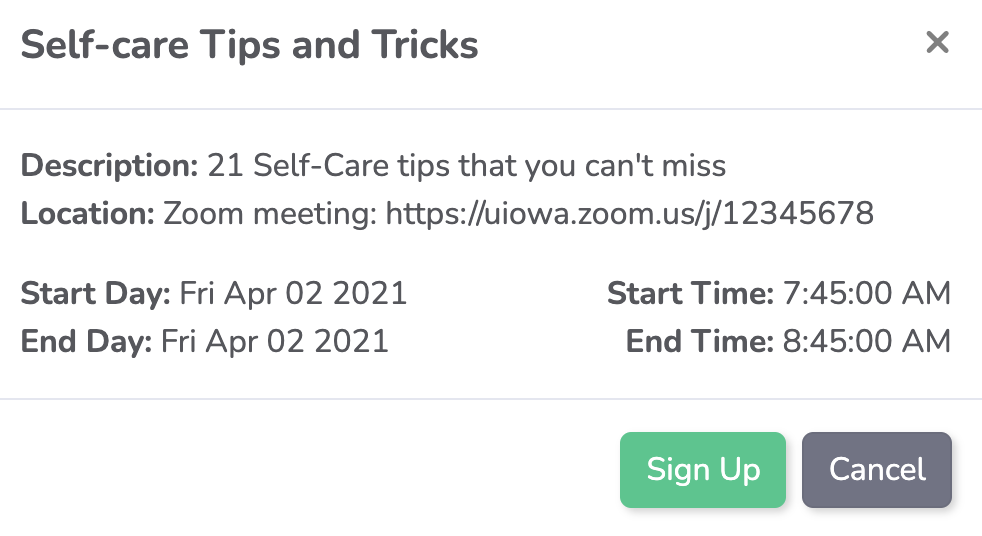 Self-care Tips and Tricks
Description: 21 Self-Care tips that you can't miss
Location: Zoom meeting: https://uiowa.zoom.us/j/12345678
Start Day: Fri Apr 02 2021 Start Time: 7:45:00 AM
End Day: Fri Apr 02 2021 End Time: 8:45:00 AM
Sign Up Cancel